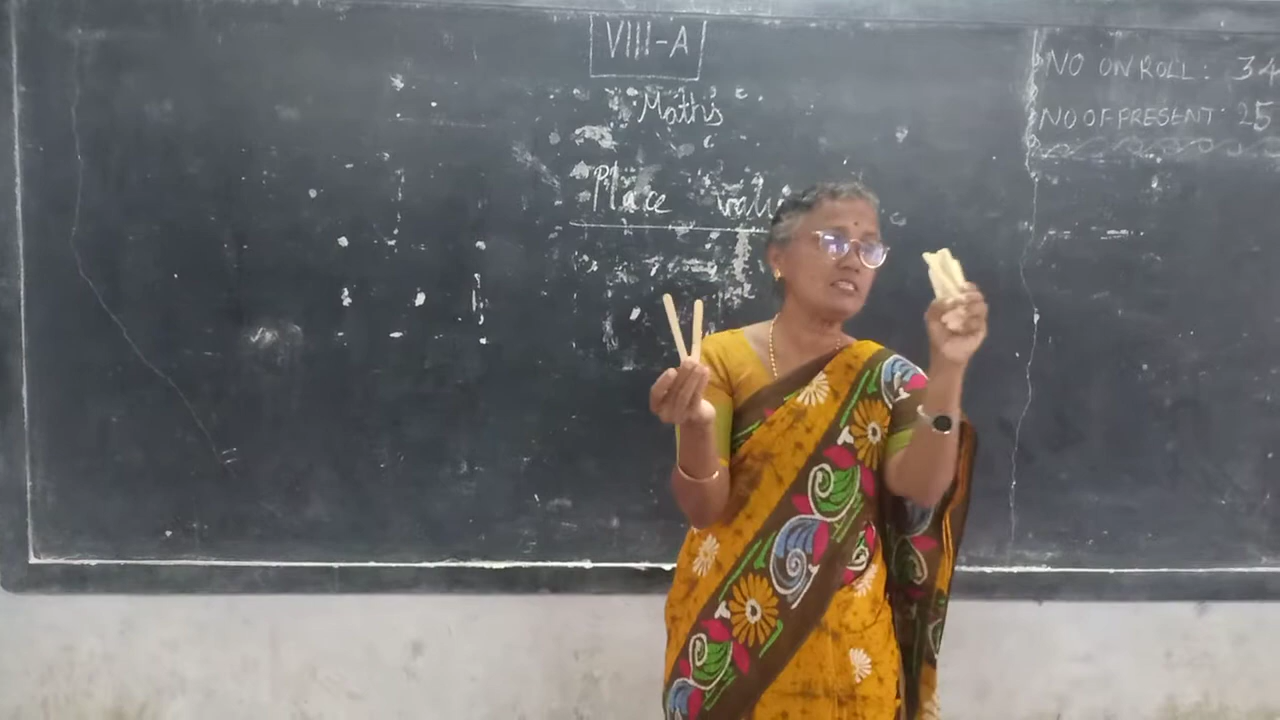 VIII-A
Maths
Place
NO ON ROLL: 34
NO OF PRESENT: 25